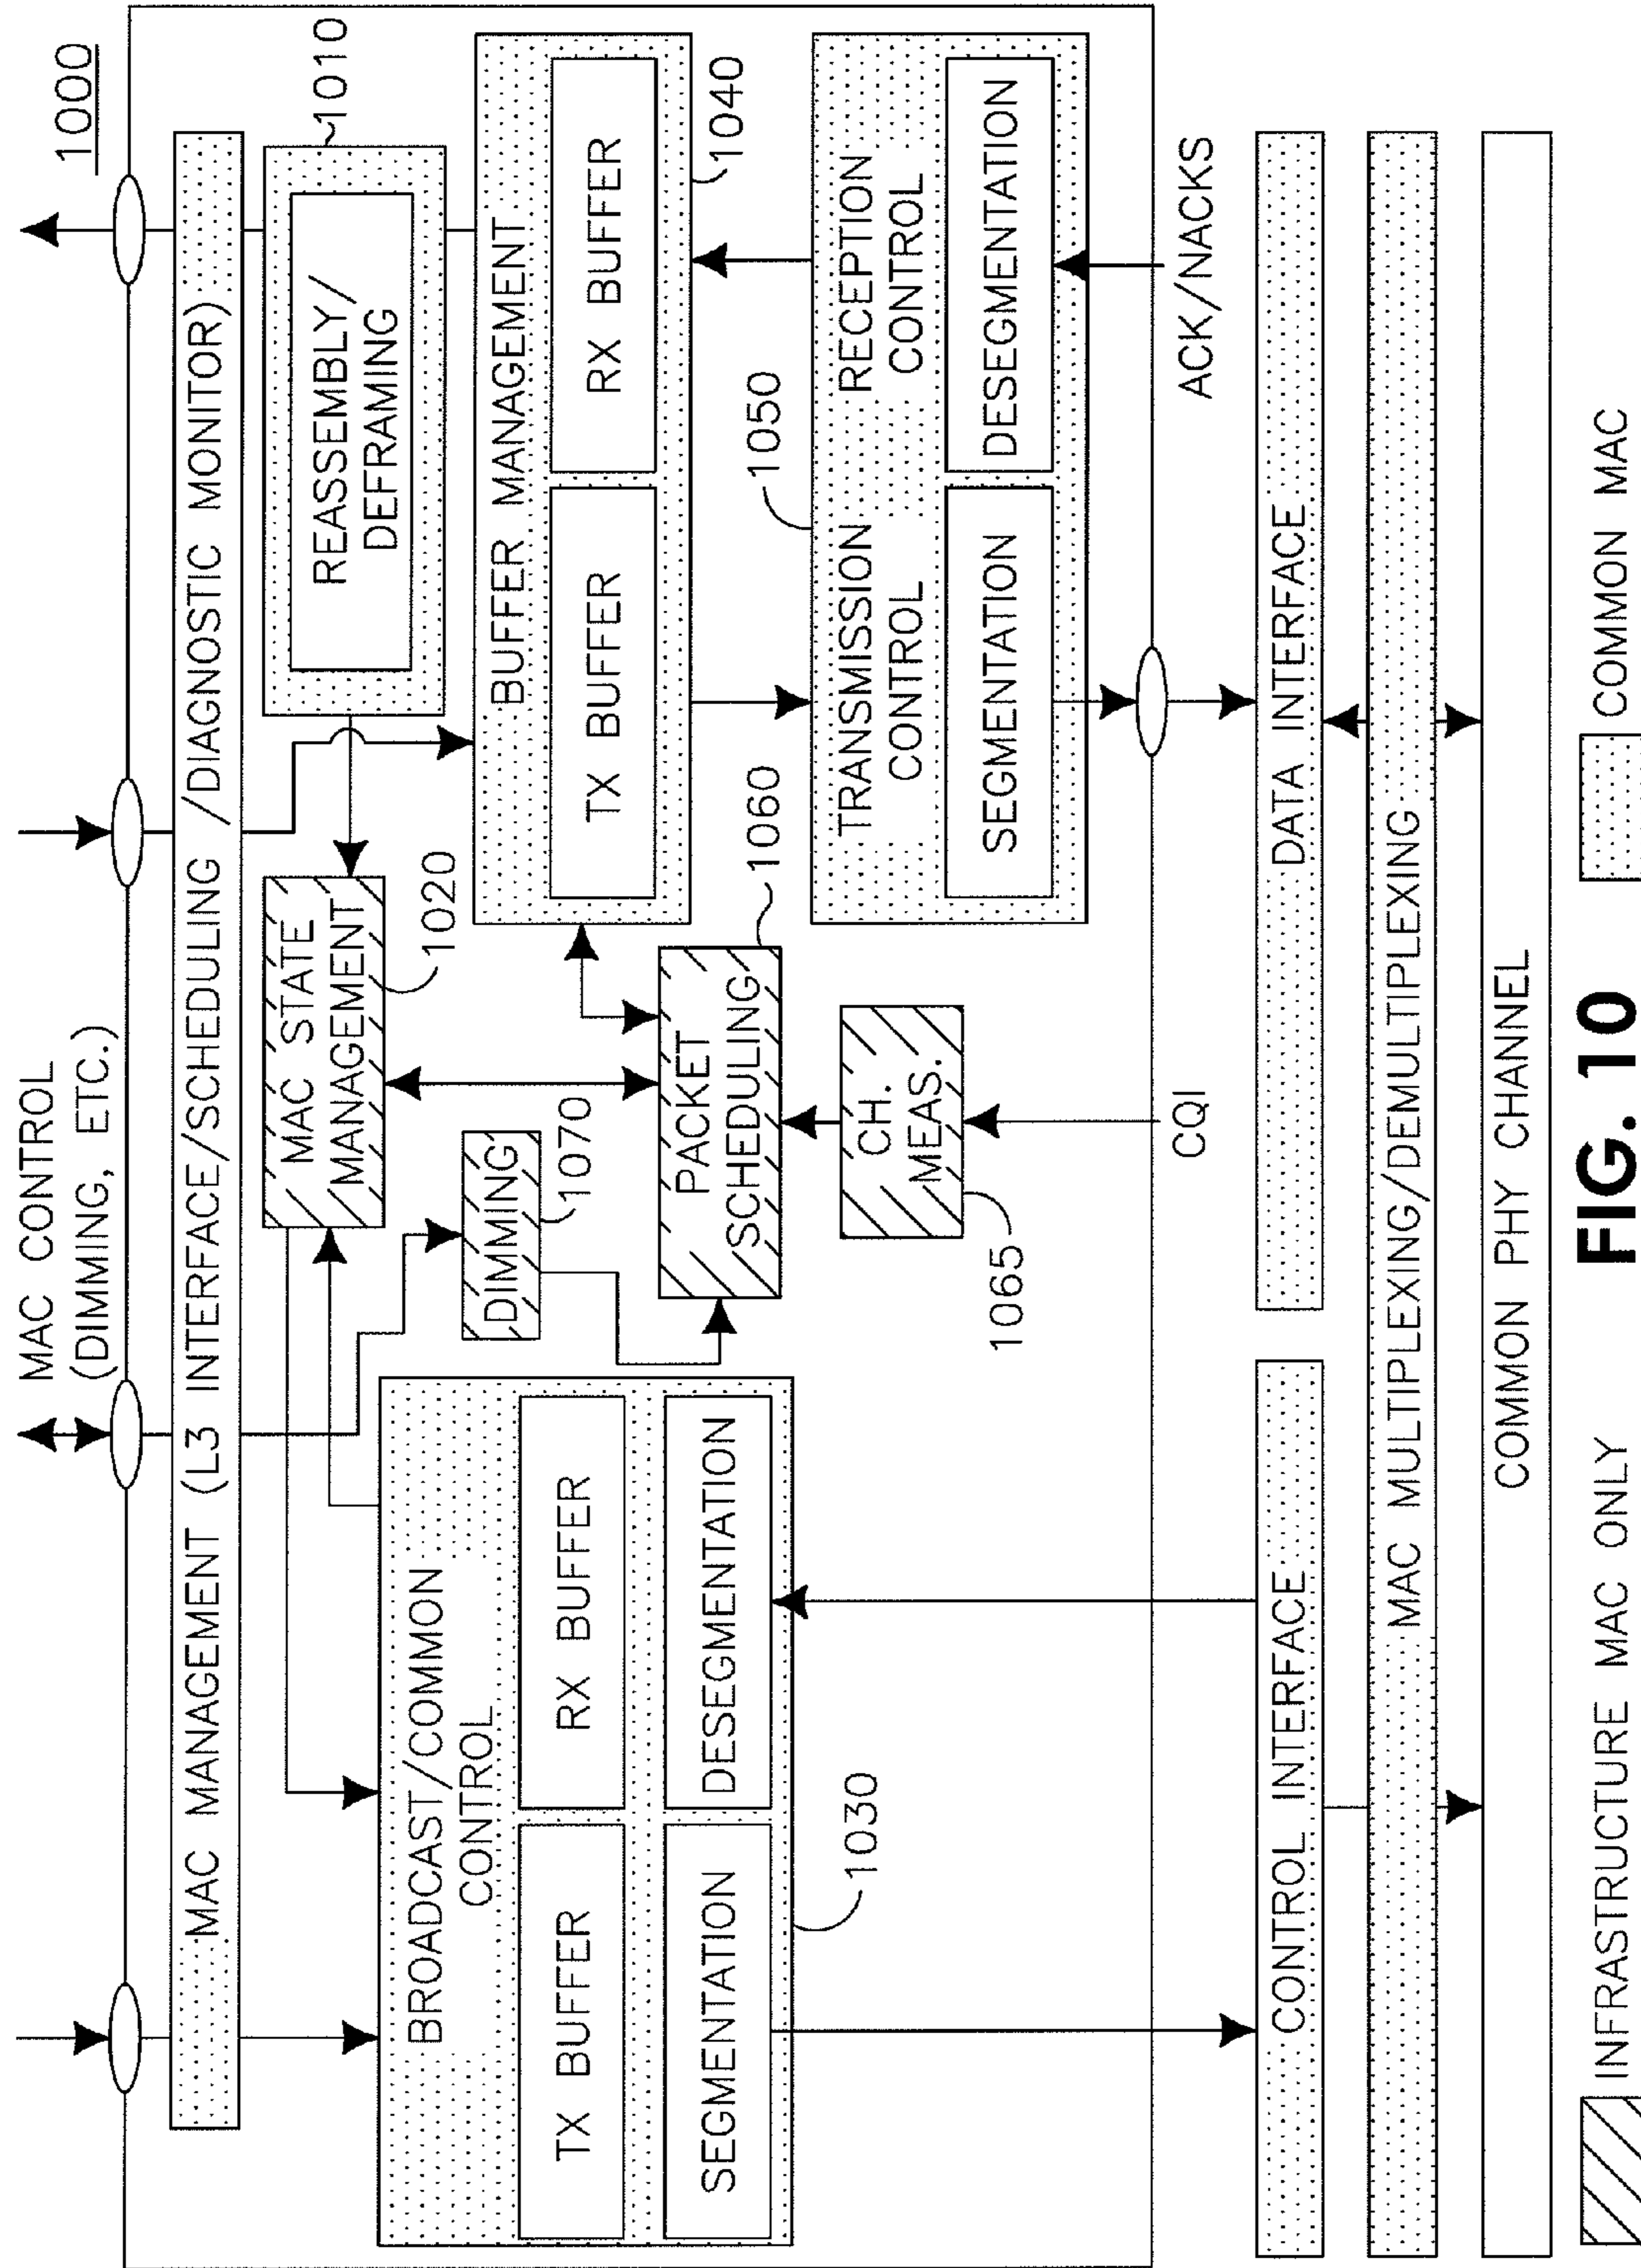 1000
MAC CONTROL
(DIMMING, ETC.)
MAC MANAGEMENT (L3 INTERFACE/SCHEDULING /DIAGNOSTIC MONITOR)
1010
REASSEMBLY/
DEFRAMING
MAC STATE
MANAGEMENT
1020
BROADCAST/COMMON
CONTROL
TX BUFFER
RX BUFFER
SEGMENTATION
DESEGMENTATION
1030
DIMMING
1070
BUFFER MANAGEMENT
TX BUFFER
RX BUFFER
1040
PACKET
SCHEDULING
1060
CH.
MEAS.
1065
1050
TRANSMISSION
CONTROL
RECEPTION
CONTROL
SEGMENTATION
DESEGMENTATION
CQI
ACK/NACKS
CONTROL INTERFACE
DATA INTERFACE
MAC MULTIPLEXING/DEMULTIPLEXING
COMMON PHY CHANNEL
INFRASTRUCTURE MAC ONLY
FIG. 10
COMMON MAC